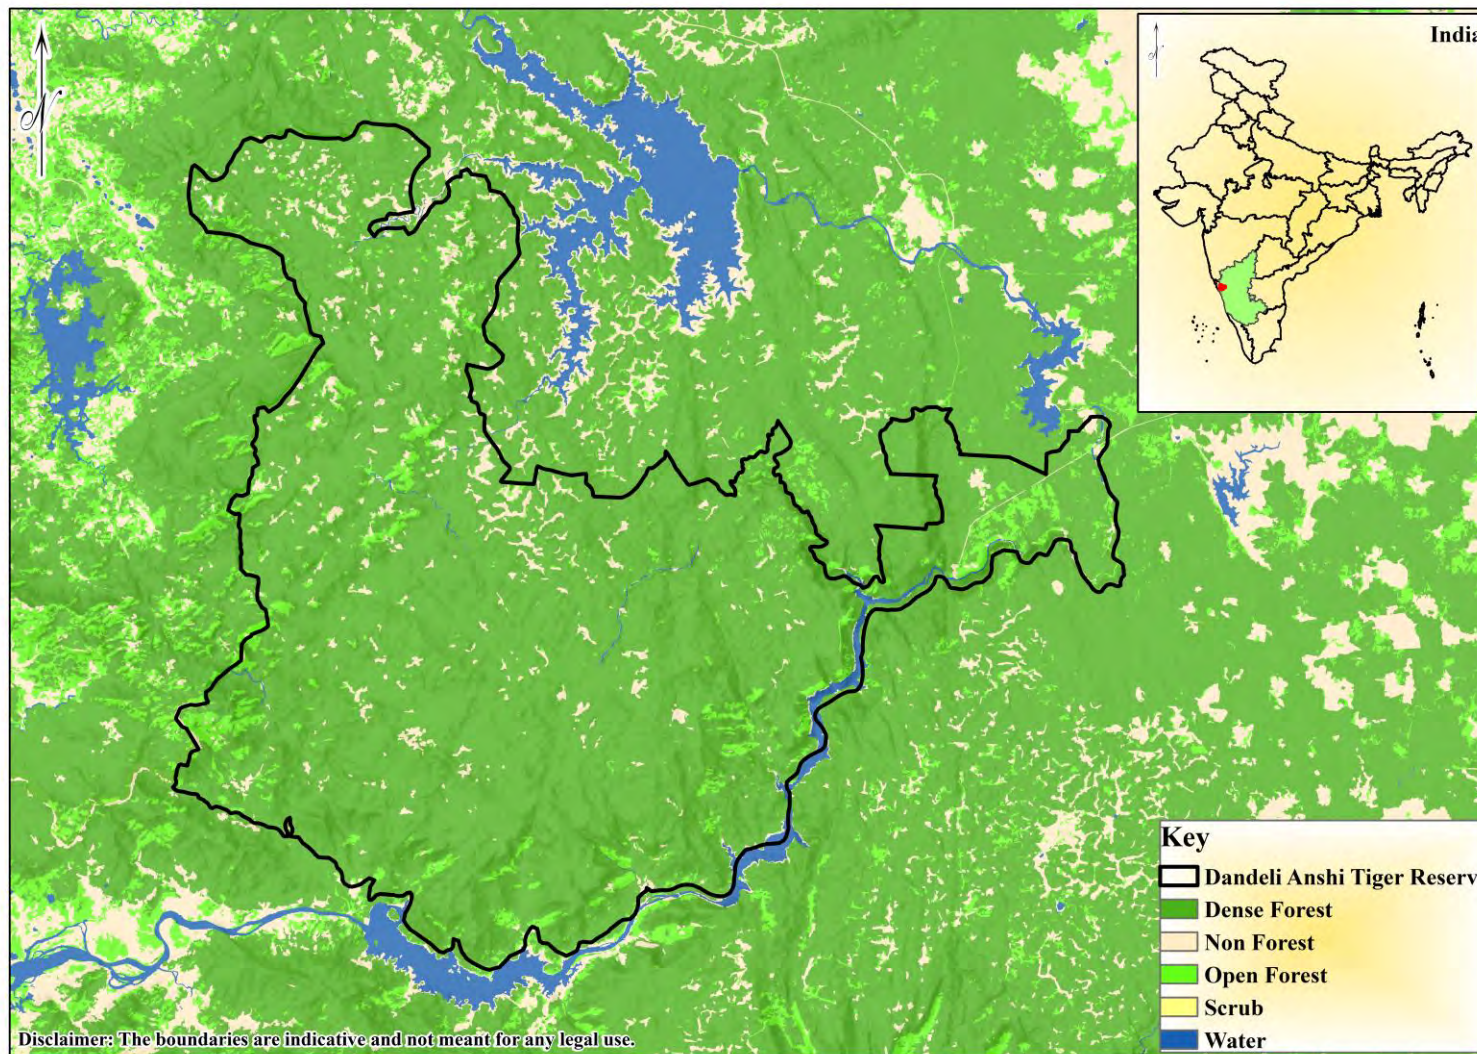 India
Key
Dandeli Anshi Tiger Reserv
Dense Forest
Non Forest
Open Forest
Scrub
Water
Disclaimer: The boundaries are indicative and not meant for any legal use.